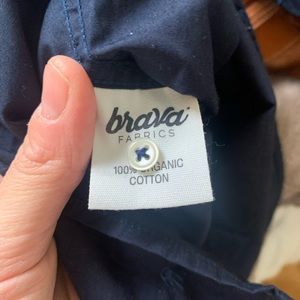 brava
FABRICS
100% ORGANIC
COTTON